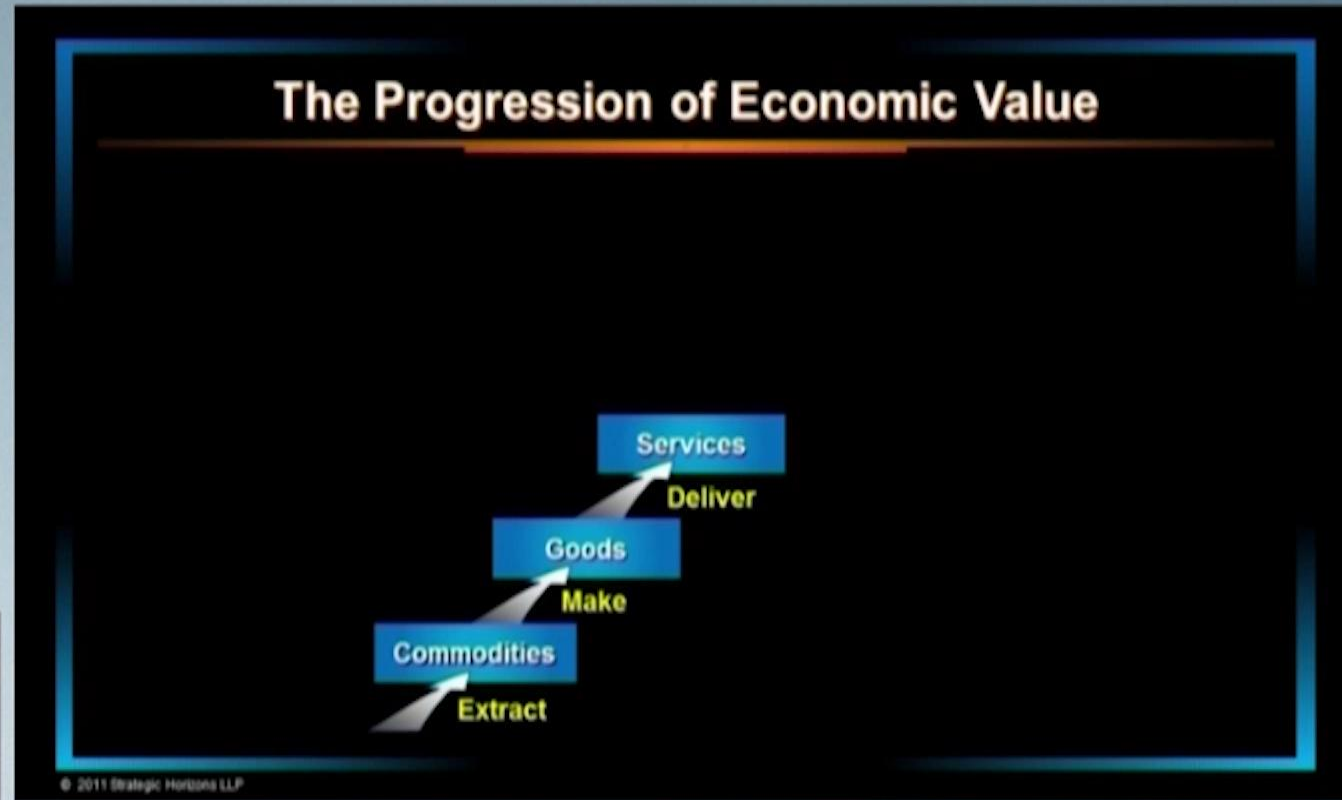 The Progression of Economic Value
Services
Deliver
Goods
Make
Commodities
Extract
© 2011 Strategic Horizons LLP